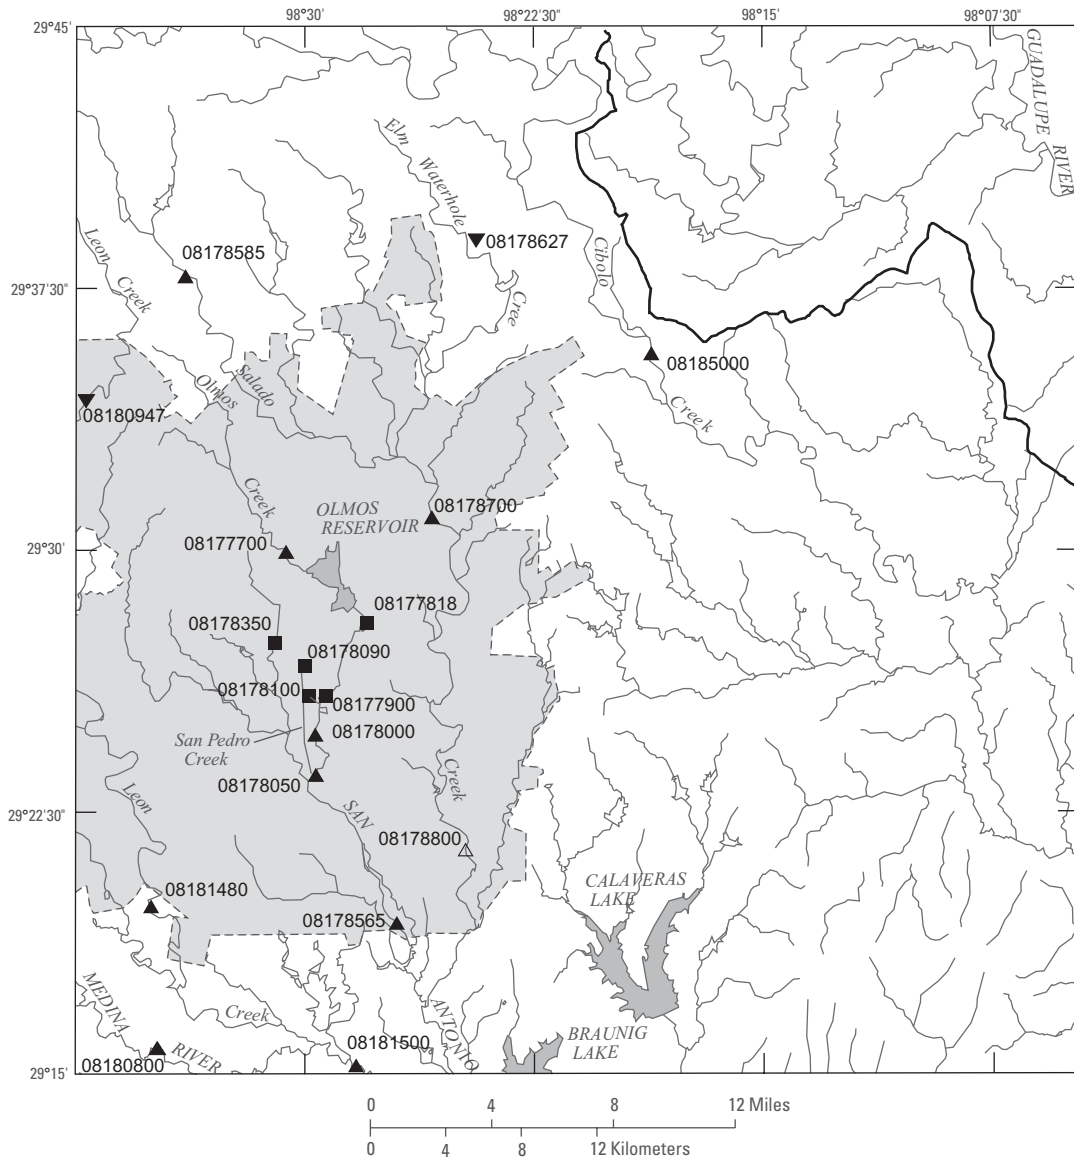 98°30'
98°22'30"
98°15'
98°07'30"
29°45'
GUADALUPE
RIVER
Elm
Waterhole
Leon
Creek
08178585
08178627
Cibolo
29°37'30"
Cree
08185000
Salado
Olmos
08180947
Creek
Creek
08178700
OLMOS
RESERVOIR
08177700
29°30'
08177818
08178350
08178090
08178100
08177900
08178000
San Pedro
Creek
08178050
Creek
Leon
SAN
29°22'30"
08178800
CALAVERAS
LAKE
08181480
08178565
MEDINA
RIVER
Creek
ANTONIO
BRAUNIG
LAKE
08181500
08180800
29°15'
0 4 8 12 Miles
0 4 8 12 Kilometers